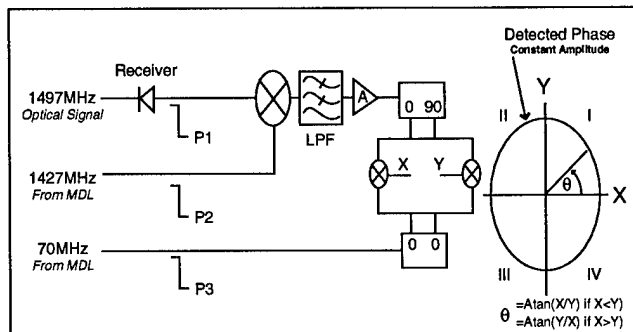 Detected Phase
Constant Amplitude
Receiver
Y
1497MHz
Optical Signal
P1
LPF
A
0 90
II
I
θ
X
1427MHz
From MDL
P2
X
Y
70MHz
From MDL
P3
0 0
III
IV
θ =Atan(X/Y) if X<Y)
=Atan(Y/X) if X>Y)